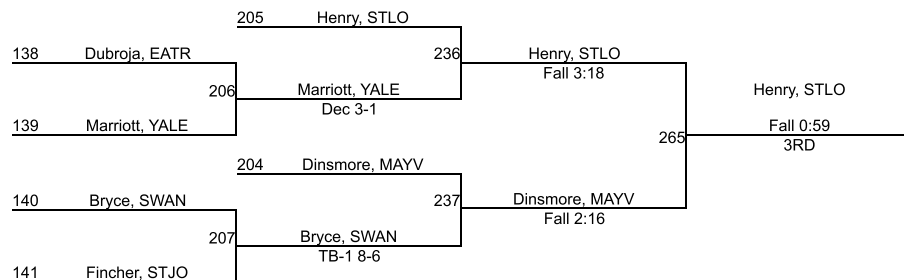 205 Henry, STLO
138 Dubroja, EATR
236 Henry, STLO
Fall 3:18
206 Marriott, YALE
Dec 3-1
Henry, STLO
139 Marriott, YALE
265 Fall 0:59
3RD
204 Dinsmore, MAYV
140 Bryce, SWAN
237 Dinsmore, MAYV
Fall 2:16
207 Bryce, SWAN
TB-1 8-6
141 Fincher, STJO